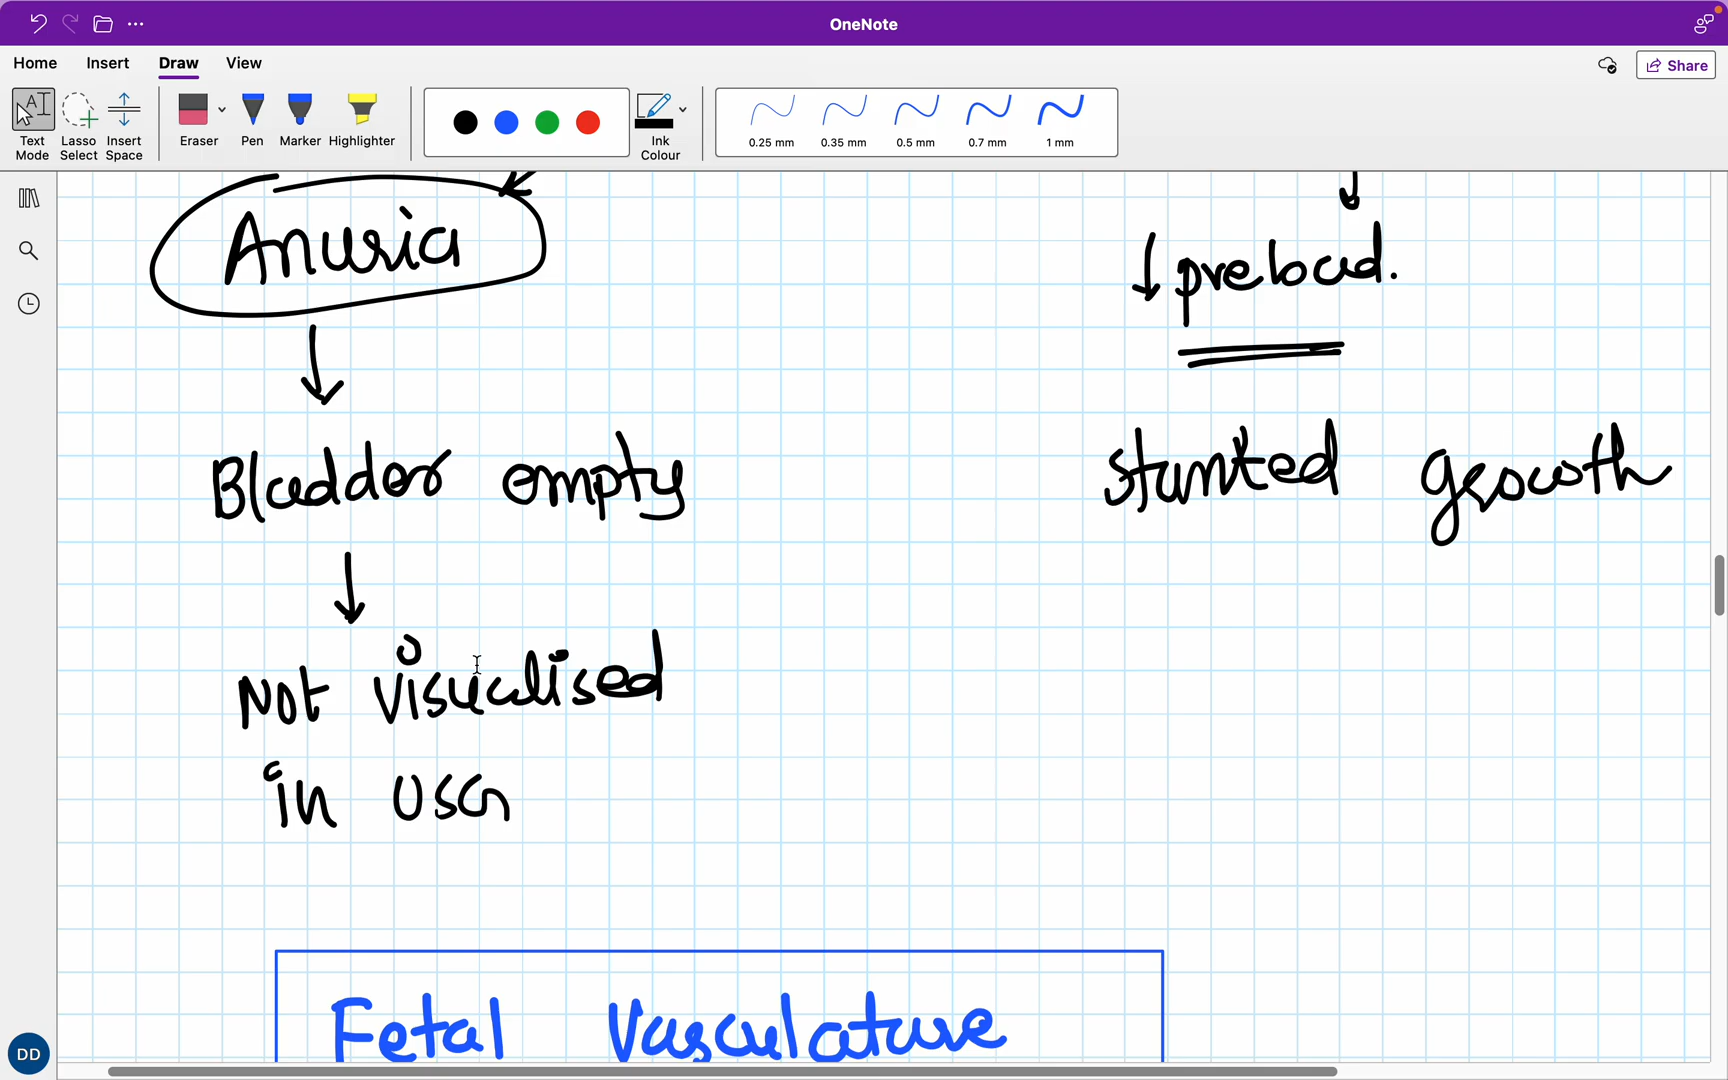 OneNote
Home Insert Draw View
Share
Text Mode
Lasso Select
Insert Space
Eraser
Pen
Marker
Highlighter
Ink Colour
0.25 mm
0.35 mm
0.5 mm
0.7 mm
1 mm
Anuria
↓ preload.
Bladder empty
stunted growth
Not visualised
in USG
Fetal Vasculature
DD